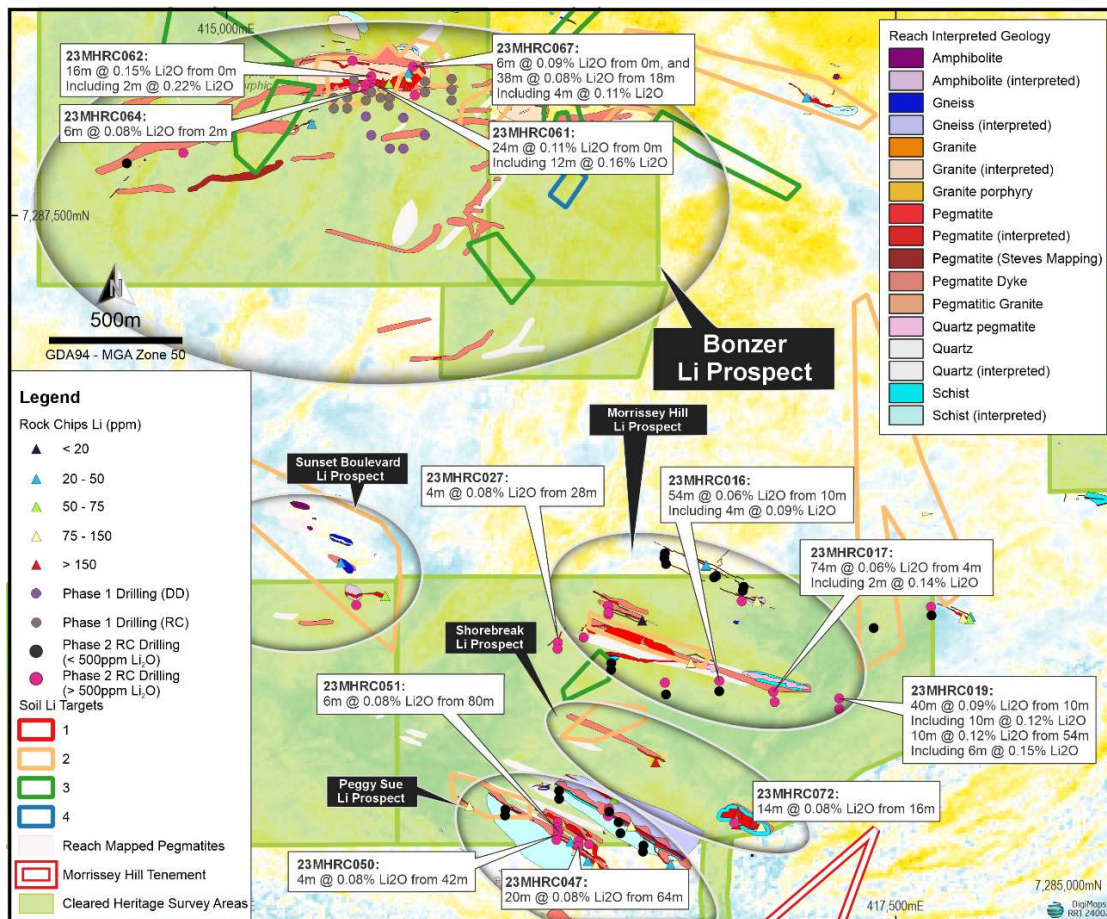 415,000mE
23MHRC062:
16m @ 0.15% Li2O from 0m
Including 2m @ 0.22% Li2O
23MHRC067:
6m @ 0.09% Li2O from 0m, and
38m @ 0.08% Li2O from 18m
Including 4m @ 0.11% Li2O
23MHRC064:
6m @ 0.08% Li2O from 2m
23MHRC061:
24m @ 0.11% Li2O from 0m
Including 12m @ 0.16% Li2O
7,287,500mN
N
500m
GDA94 - MGA Zone 50
Bonzer
Li Prospect
Reach Interpreted Geology
Amphibolite
Amphibolite (interpreted)
Gneiss
Gneiss (interpreted)
Granite
Granite (interpreted)
Granite porphyry
Pegmatite
Pegmatite (interpreted)
Pegmatite (Steves Mapping)
Pegmatite Dyke
Pegmatitic Granite
Quartz pegmatite
Quartz
Quartz (interpreted)
Schist
Schist (interpreted)
Legend
Rock Chips Li (ppm)
< 20
20 - 50
50 - 75
75 - 150
> 150
Phase 1 Drilling (DD)
Phase 1 Drilling (RC)
Phase 2 RC Drilling
(< 500ppm Li₂O)
Phase 2 RC Drilling
(> 500ppm Li₂O)
Soil Li Targets
1
2
3
4
Reach Mapped Pegmatites
Morrissey Hill Tenement
Cleared Heritage Survey Areas
Morrissey Hill
Li Prospect
Sunset Boulevard
Li Prospect
23MHRC027:
4m @ 0.08% Li2O from 28m
23MHRC016:
54m @ 0.06% Li2O from 10m
Including 4m @ 0.09% Li2O
23MHRC017:
74m @ 0.06% Li2O from 4m
Including 2m @ 0.14% Li2O
Shorebreak
Li Prospect
23MHRC051:
6m @ 0.08% Li2O from 80m
23MHRC019:
40m @ 0.09% Li2O from 10m
Including 10m @ 0.12% Li2O
10m @ 0.12% Li2O from 54m
Including 6m @ 0.15% Li2O
Peggy Sue
Li Prospect
23MHRC072:
14m @ 0.08% Li2O from 16m
23MHRC050:
4m @ 0.08% Li2O from 42m
23MHRC047:
20m @ 0.08% Li2O from 64m
7,285,000mN
417,500mE
DigiMaps